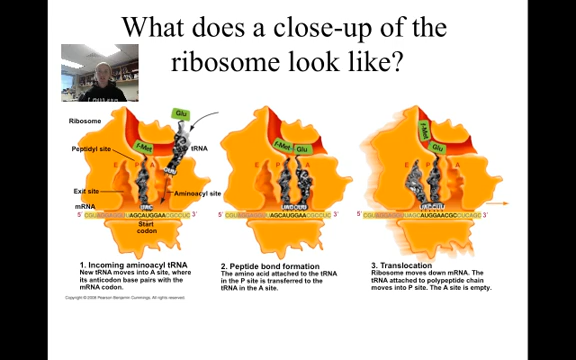 What does a close-up of the
ribosome look like?
Glu
Ribosome
f-Met
tRNA
Peptidyl site
E P A
Exit site
Aminoacyl site
mRNA
5'
AGCAUGGAACGCCUC 3'
Start
codon
1. Incoming aminoacyl tRNA
New tRNA moves into A site, where
its anticodon base pairs with the
mRNA codon.
f-Met Glu
E P A
5'
AGCAUGGAACGCCUC 3'
2. Peptide bond formation
The amino acid attached to the tRNA
in the P site is transferred to the
tRNA in the A site.
f-Met
Glu
E P A
5'
3'
3. Translocation
Ribosome moves down mRNA. The
tRNA attached to polypeptide chain
moves into P site. The A site is empty.
Copyright © 2009 Pearson Benjamin Cummings. All rights reserved.